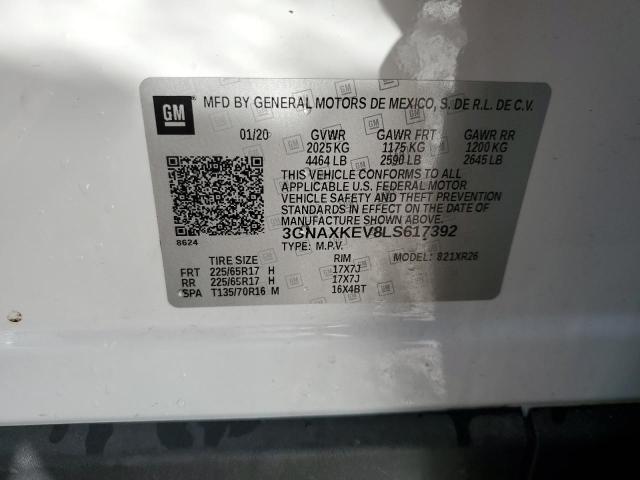 GM MFD BY GENERAL MOTORS DE MEXICO, S. DE R.L. DE C.V.
01/20 GVWR GAWR FRT GAWR RR
2025 KG 1175 KG 1200 KG
4464 LB 2590 LB 2645 LB
THIS VEHICLE CONFORMS TO ALL
APPLICABLE U.S. FEDERAL MOTOR
VEHICLE SAFETY AND THEFT
PREVENTION STANDARDS IN EFFECT ON
THE DATE OF MANUFACTURE SHOWN ABOVE.
3GNAXKEV8LS617392
8624 TYPE: M.P.V. MODEL: 821XR26
TIRE SIZE RIM
FRT 225/65R17 H 17X7J
RR 225/65R17 H 17X7J
SPA T135/70R16 M 16X4BT